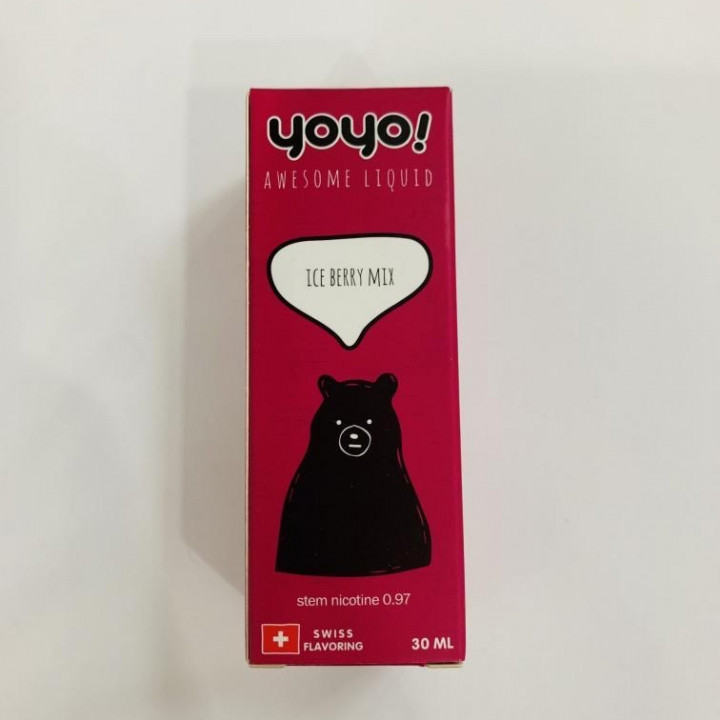 yoyo!
AWESOME LIQUID
ICE BERRY MIX
stem nicotine 0.97
SWISS
FLAVORING
30 ML